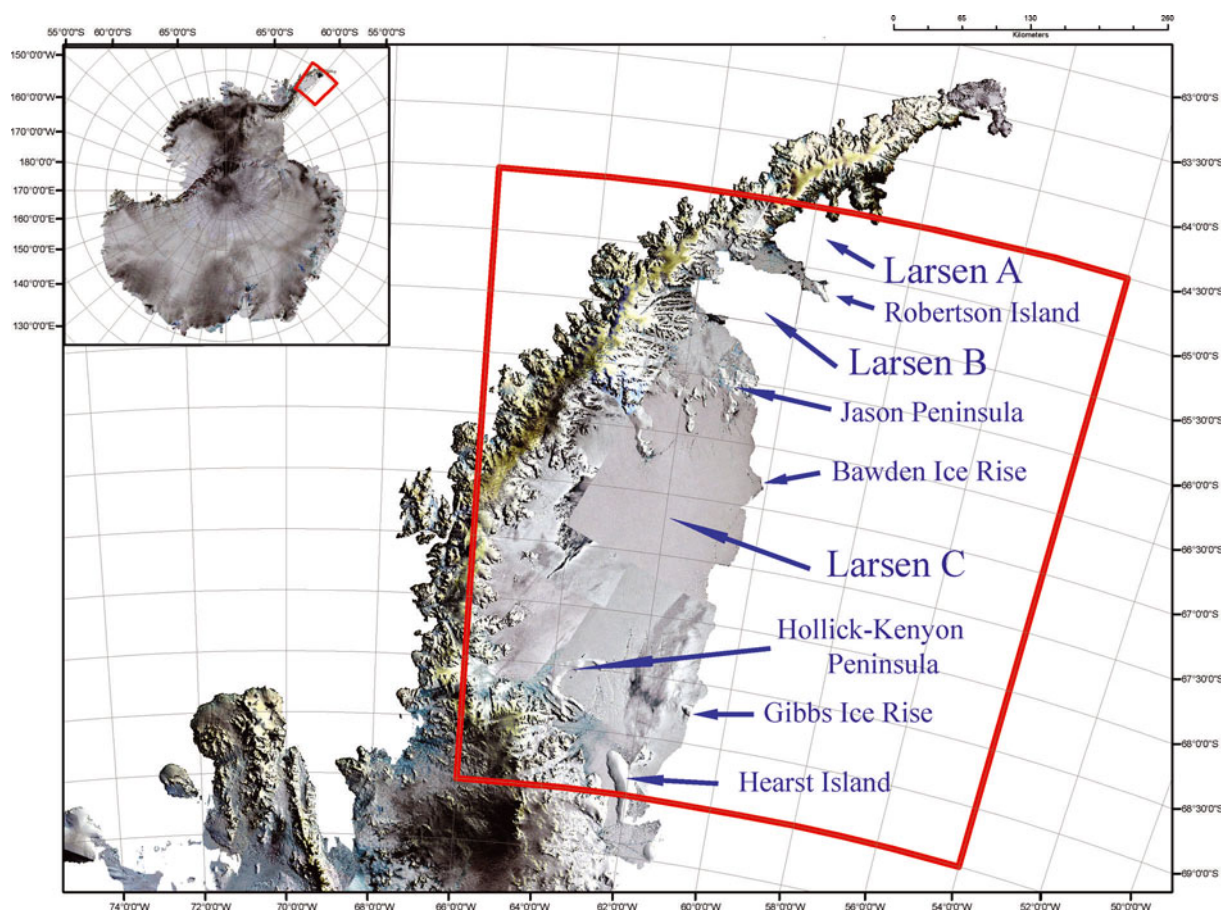 55°0'0"S 60°0'0"S 65°0'0"S 65°0'0"S 60°0'0"S 55°0'0"S
0 65 130 260
Kilometers
150°0'0"W
160°0'0"W
170°0'0"W
180°0'0"
170°0'0"E
160°0'0"E
150°0'0"E
140°0'0"E
130°0'0"E
63°0'0"S
63°30'0"S
64°0'0"S
64°30'0"S
65°0'0"S
65°30'0"S
66°0'0"S
66°30'0"S
67°0'0"S
67°30'0"S
68°0'0"S
68°30'0"S
69°0'0"S
Larsen A
Robertson Island
Larsen B
Jason Peninsula
Bawden Ice Rise
Larsen C
Hollick-Kenyon
Peninsula
Gibbs Ice Rise
Hearst Island
74°0'0"W 72°0'0"W 70°0'0"W 68°0'0"W 66°0'0"W 64°0'0"W 62°0'0"W 60°0'0"W 58°0'0"W 56°0'0"W 54°0'0"W 52°0'0"W 50°0'0"W